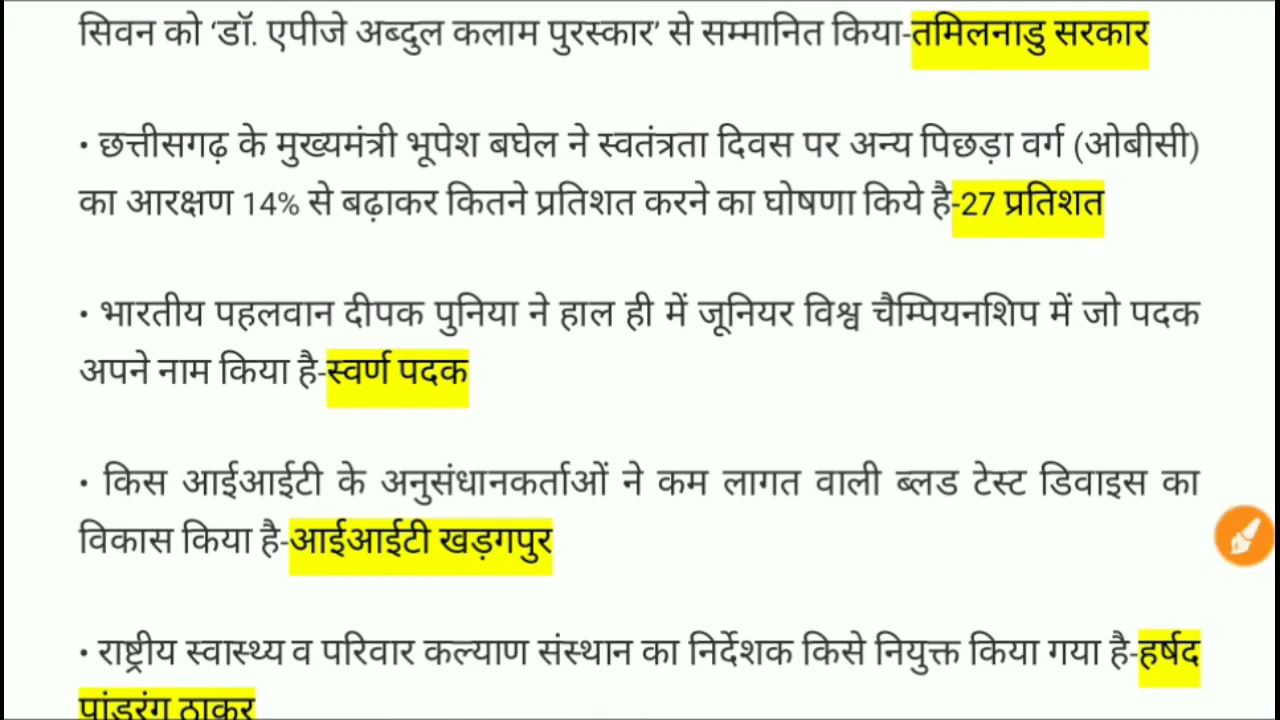 सिवन को ‘डॉ. एपीजे अब्दुल कलाम पुरस्कार’ से सम्मानित किया-तमिलनाडु सरकार
• छत्तीसगढ़ के मुख्यमंत्री भूपेश बघेल ने स्वतंत्रता दिवस पर अन्य पिछड़ा वर्ग (ओबीसी)
का आरक्षण 14% से बढ़ाकर कितने प्रतिशत करने का घोषणा किये है-27 प्रतिशत
• भारतीय पहलवान दीपक पुनिया ने हाल ही में जूनियर विश्व चैम्पियनशिप में जो पदक
अपने नाम किया है-स्वर्ण पदक
• किस आईआईटी के अनुसंधानकर्ताओं ने कम लागत वाली ब्लड टेस्ट डिवाइस का
विकास किया है-आईआईटी खड़गपुर
• राष्ट्रीय स्वास्थ्य व परिवार कल्याण संस्थान का निर्देशक किसे नियुक्त किया गया है-हर्षद
पांडुरंग ठाकुर